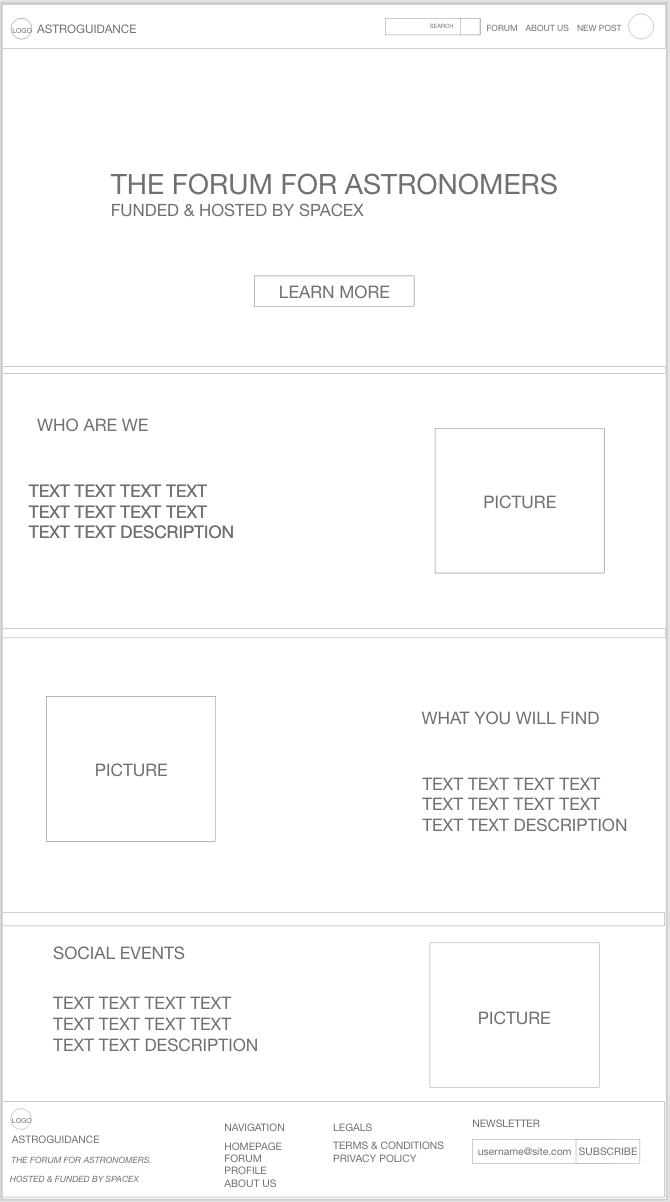 LOGO ASTROGUIDANCE
SEARCH FORUM ABOUT US NEW POST
THE FORUM FOR ASTRONOMERS
FUNDED & HOSTED BY SPACEX
LEARN MORE
WHO ARE WE
TEXT TEXT TEXT TEXT
TEXT TEXT TEXT TEXT
TEXT TEXT DESCRIPTION
PICTURE
PICTURE
WHAT YOU WILL FIND
TEXT TEXT TEXT TEXT
TEXT TEXT TEXT TEXT
TEXT TEXT DESCRIPTION
SOCIAL EVENTS
TEXT TEXT TEXT TEXT
TEXT TEXT TEXT TEXT
TEXT TEXT DESCRIPTION
PICTURE
LOGO
ASTROGUIDANCE
THE FORUM FOR ASTRONOMERS.
HOSTED & FUNDED BY SPACEX
NAVIGATION
HOMEPAGE
FORUM
PROFILE
ABOUT US
LEGALS
TERMS & CONDITIONS
PRIVACY POLICY
NEWSLETTER
username@site.com SUBSCRIBE